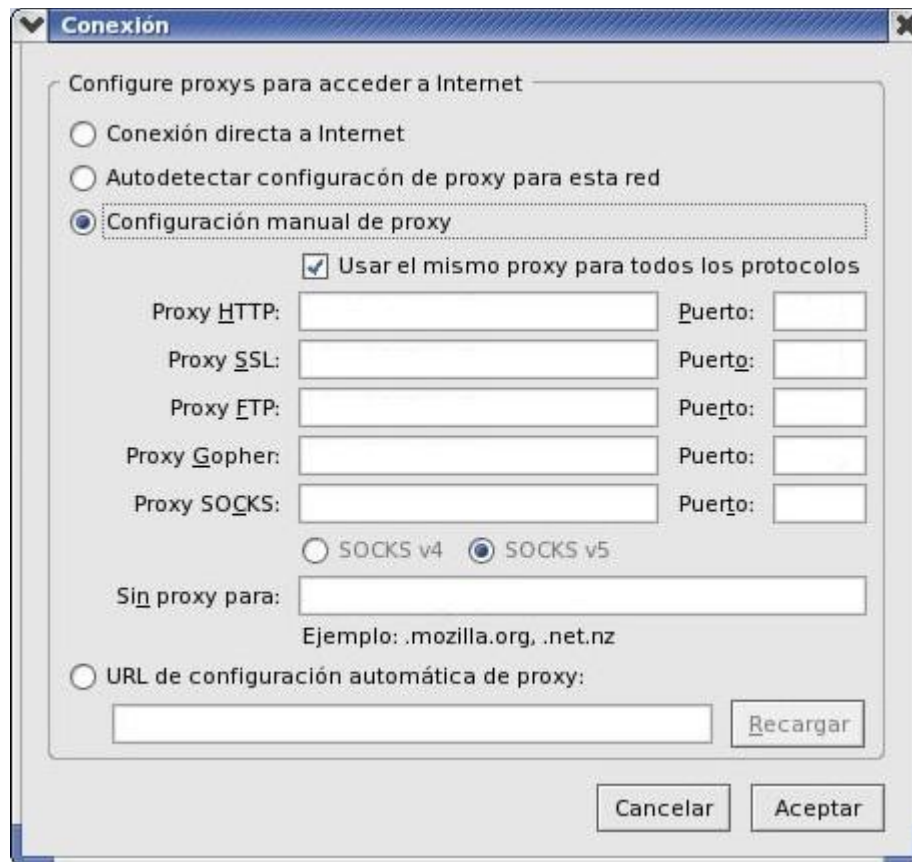 Conexión
Configure proxys para acceder a Internet
Conexión directa a Internet
Autodetectar configuracón de proxy para esta red
Configuración manual de proxy
Usar el mismo proxy para todos los protocolos
Proxy HTTP: Puerto:
Proxy SSL: Puerto:
Proxy FTP: Puerto:
Proxy Gopher: Puerto:
Proxy SOCKS: Puerto:
SOCKS v4 SOCKS v5
Sin proxy para:
Ejemplo: .mozilla.org, .net.nz
URL de configuración automática de proxy:
Recargar
Cancelar Aceptar